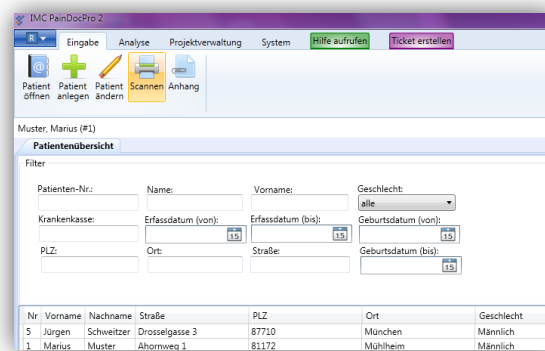 IMC PainDocPro 2
R Eingabe Analyse Projektverwaltung System Hilfe aufrufen Ticket erstellen
Patient öffnen Patient anlegen Patient ändern Scannen Anhang
Muster, Marius (#1)
Patientenübersicht
Filter
Patienten-Nr.: Name: Vorname: Geschlecht:
alle
Krankenkasse: Erfassdatum (von): Erfassdatum (bis): Geburtsdatum (von):
15 15 15
PLZ: Ort: Straße: Geburtsdatum (bis):
15
Nr Vorname Nachname Straße PLZ Ort Geschlecht
5 Jürgen Schweitzer Drosselgasse 3 87710 München Männlich
1 Marius Muster Ahornweg 1 81172 Mühlheim Männlich